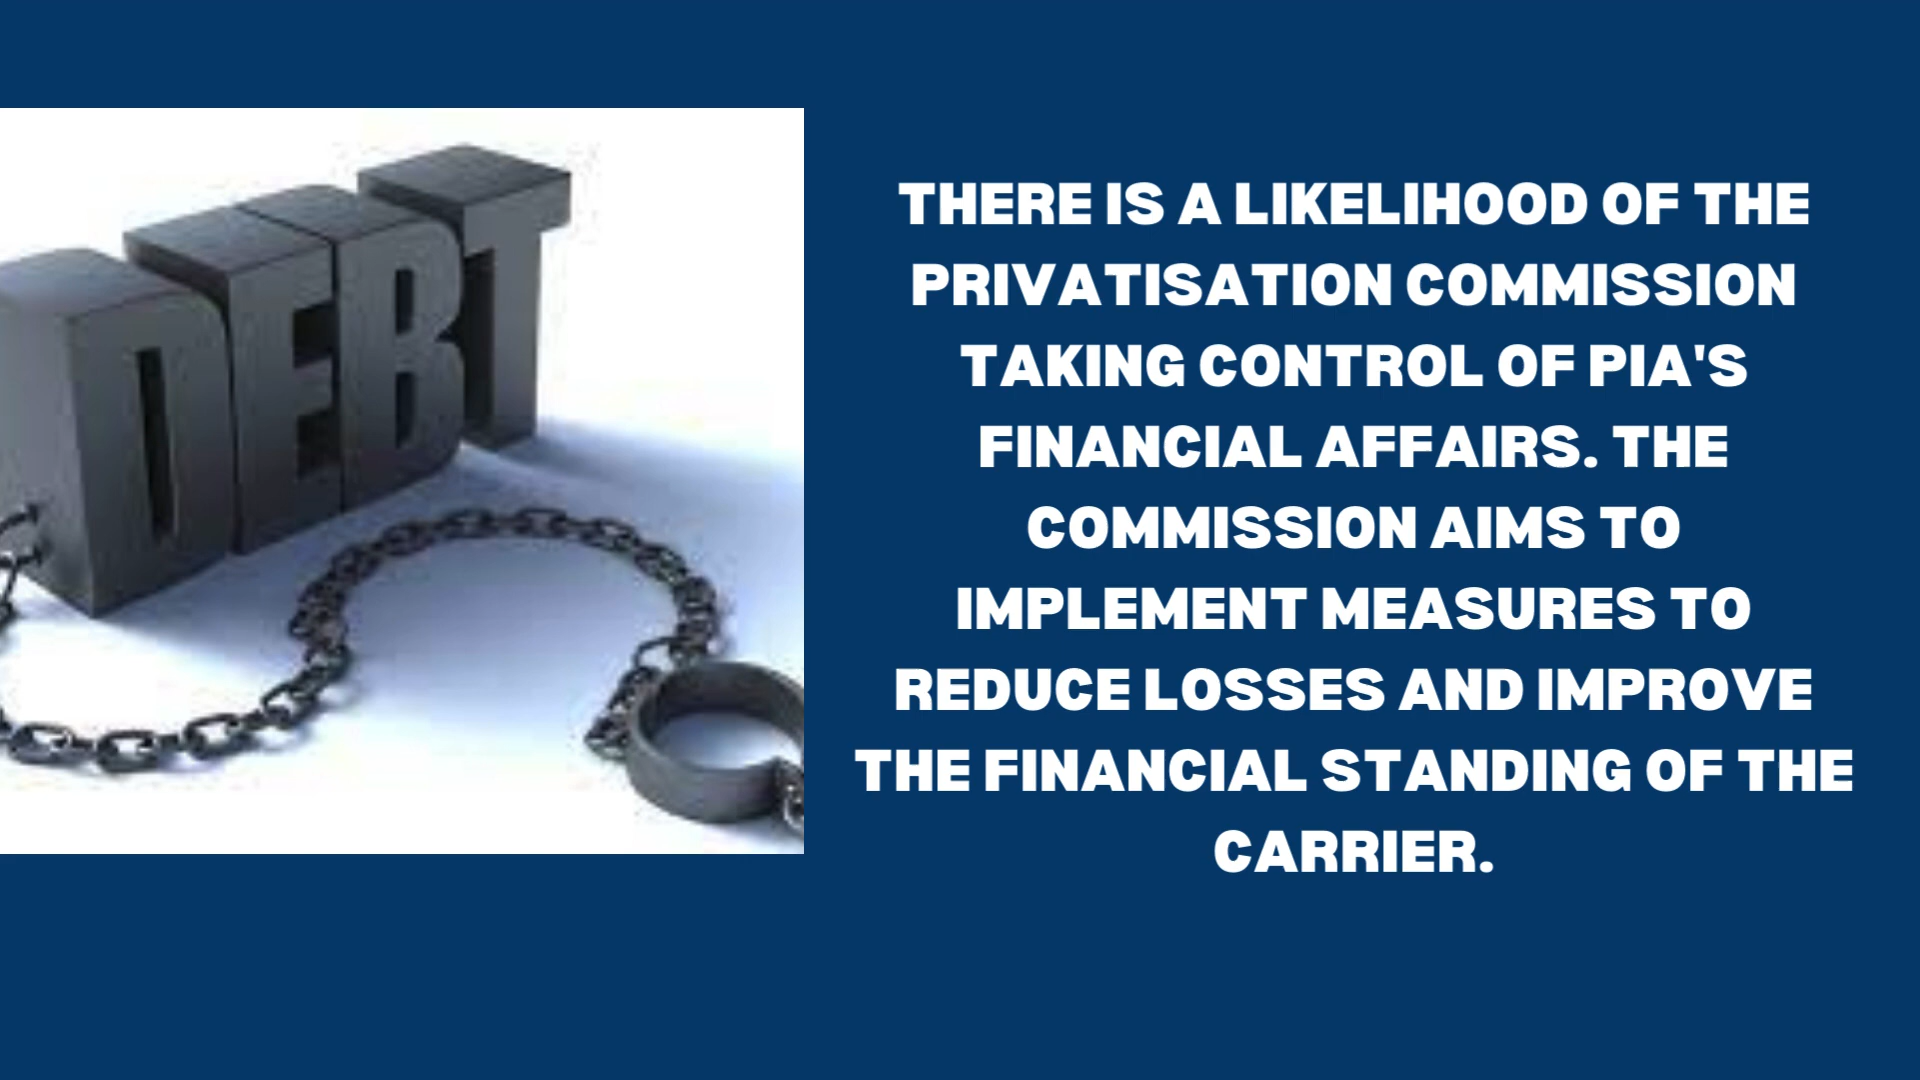 DEBT
THERE IS A LIKELIHOOD OF THE
PRIVATISATION COMMISSION
TAKING CONTROL OF PIA'S
FINANCIAL AFFAIRS. THE
COMMISSION AIMS TO
IMPLEMENT MEASURES TO
REDUCE LOSSES AND IMPROVE
THE FINANCIAL STANDING OF THE
CARRIER.